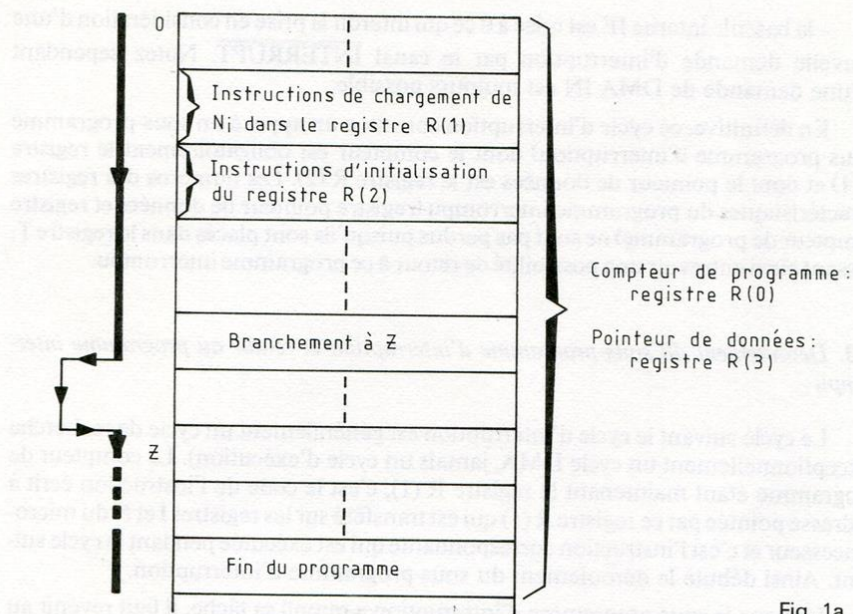 0
Instructions de chargement de
Ni dans le registre R(1)
Instructions d'initialisation
du registre R(2)
Compteur de programme:
registre R(0)
Pointeur de données:
registre R(3)
Branchement à Z
Z
Fin du programme
Fig. 1a